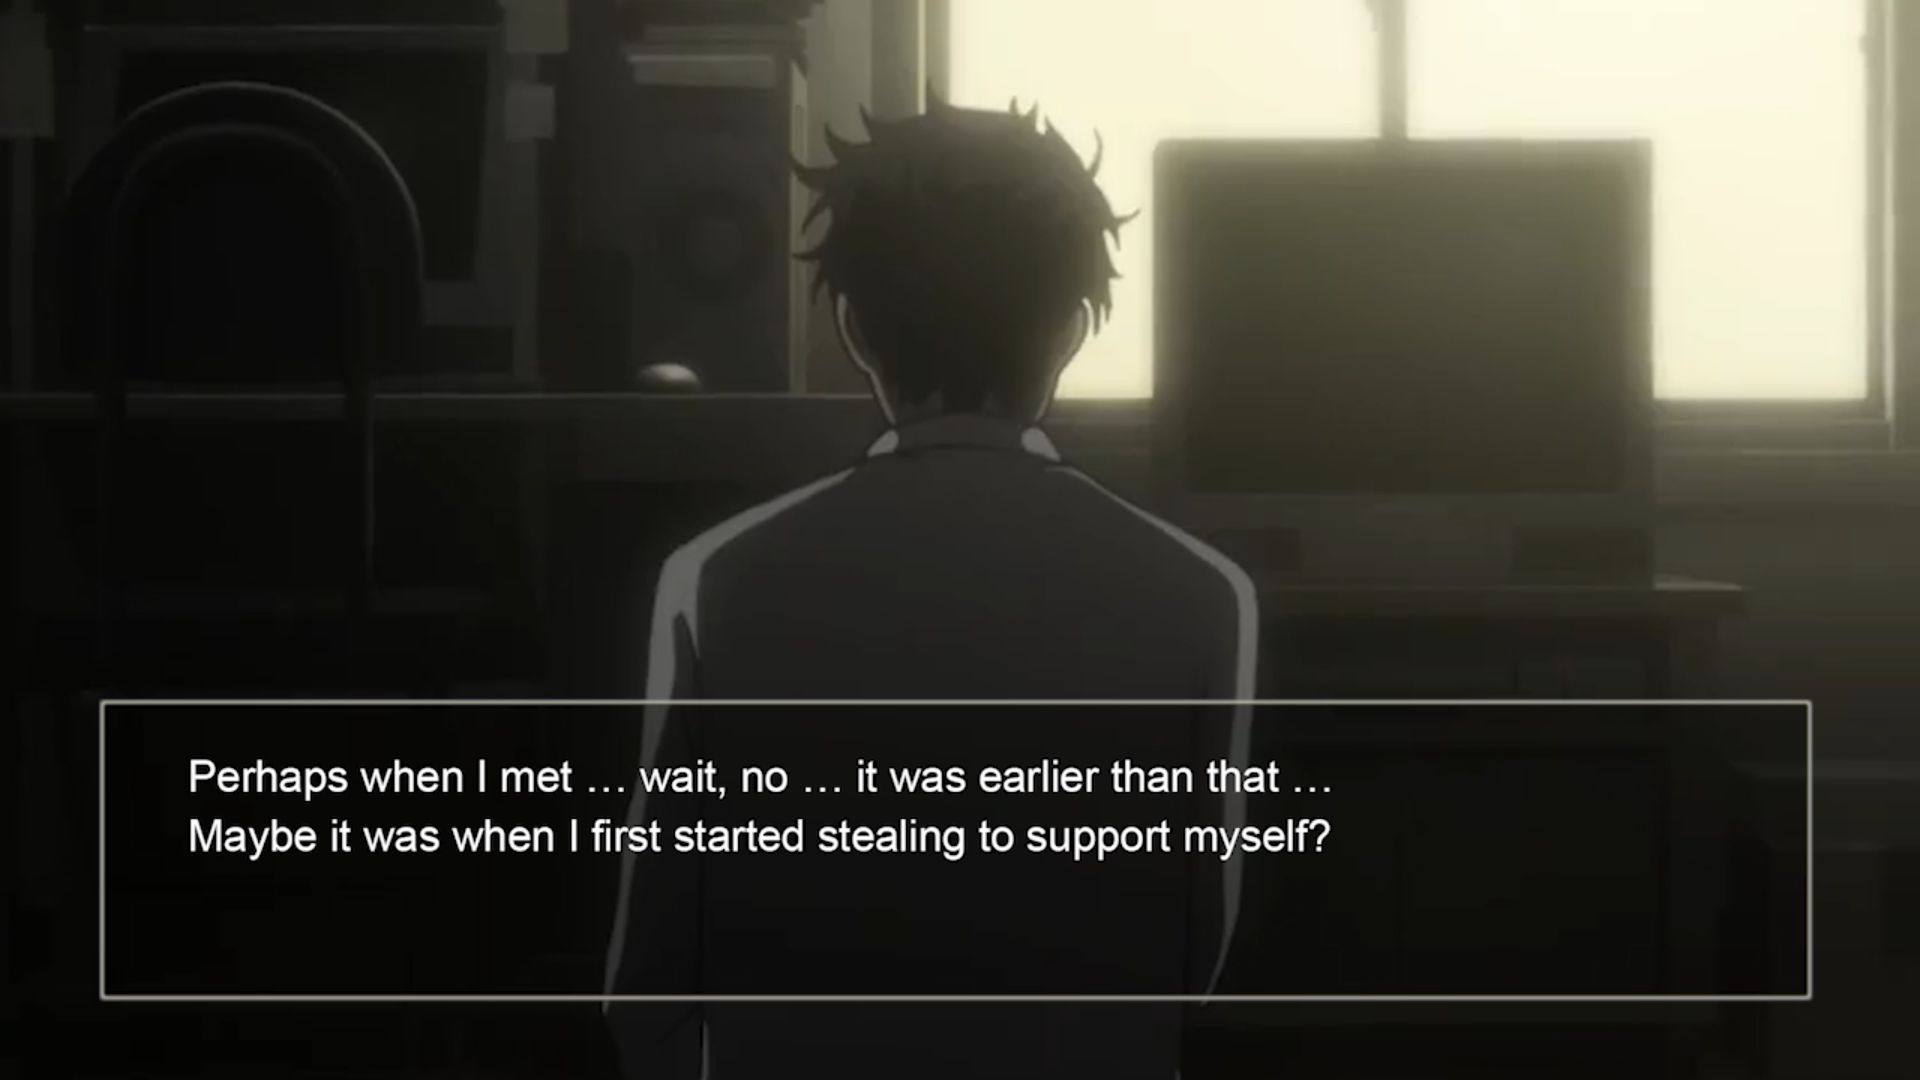 Perhaps when I met … wait, no … it was earlier than that …
Maybe it was when I first started stealing to support myself?